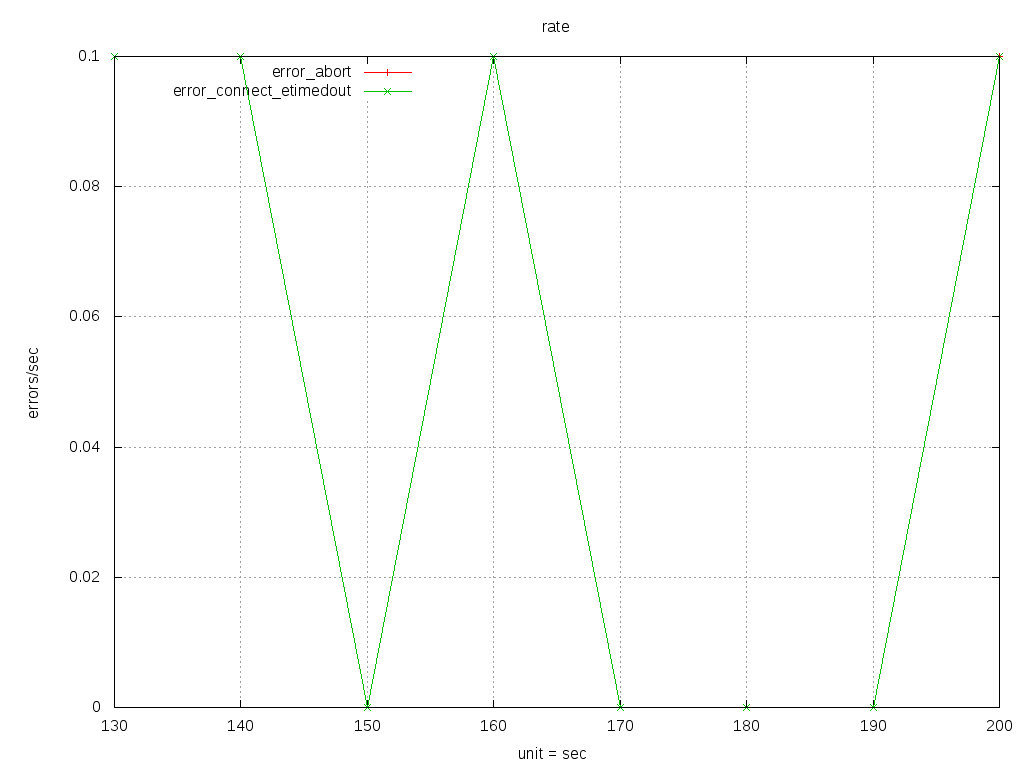 rate
0.1
error_abort
error_connect_etimedout
0.08
0.06
errors/sec
0.04
0.02
0
130 140 150 160 170 180 190 200
unit = sec